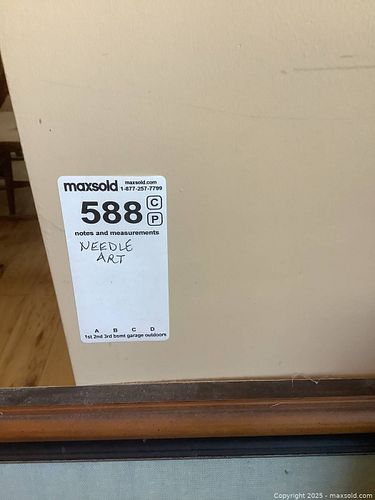 maxsold maxsold.com
1-877-257-7799
588 C
P
notes and measurements
NEEDLE
ART
A B C D
1st 2nd 3rd bsmt garage outdoors
Copyright © 2025 - maxsold.com